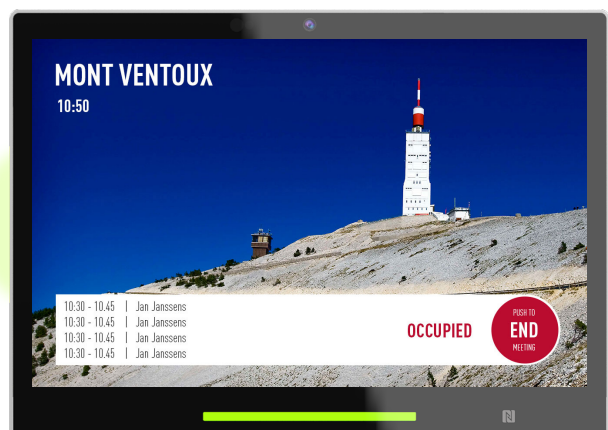 MONT VENTOUX
10:50
10:30 - 10.45 | Jan Janssens
10:30 - 10.45 | Jan Janssens
10:30 - 10.45 | Jan Janssens
10:30 - 10.45 | Jan Janssens
OCCUPIED
PUSH TO
END
MEETING